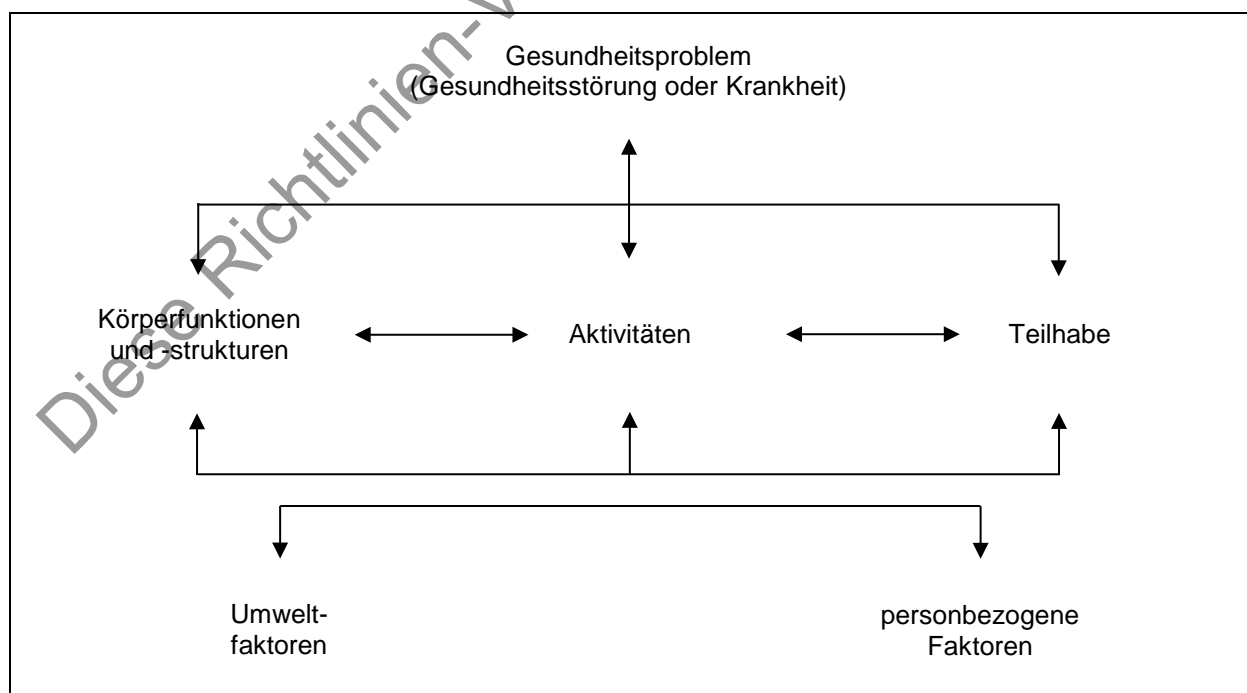 Gesundheitsproblem
(Gesundheitsstörung oder Krankheit)
Körperfunktionen
und -strukturen
Aktivitäten
Teilhabe
Umwelt-
faktoren
personbezogene
Faktoren
Diese Richtlinien-